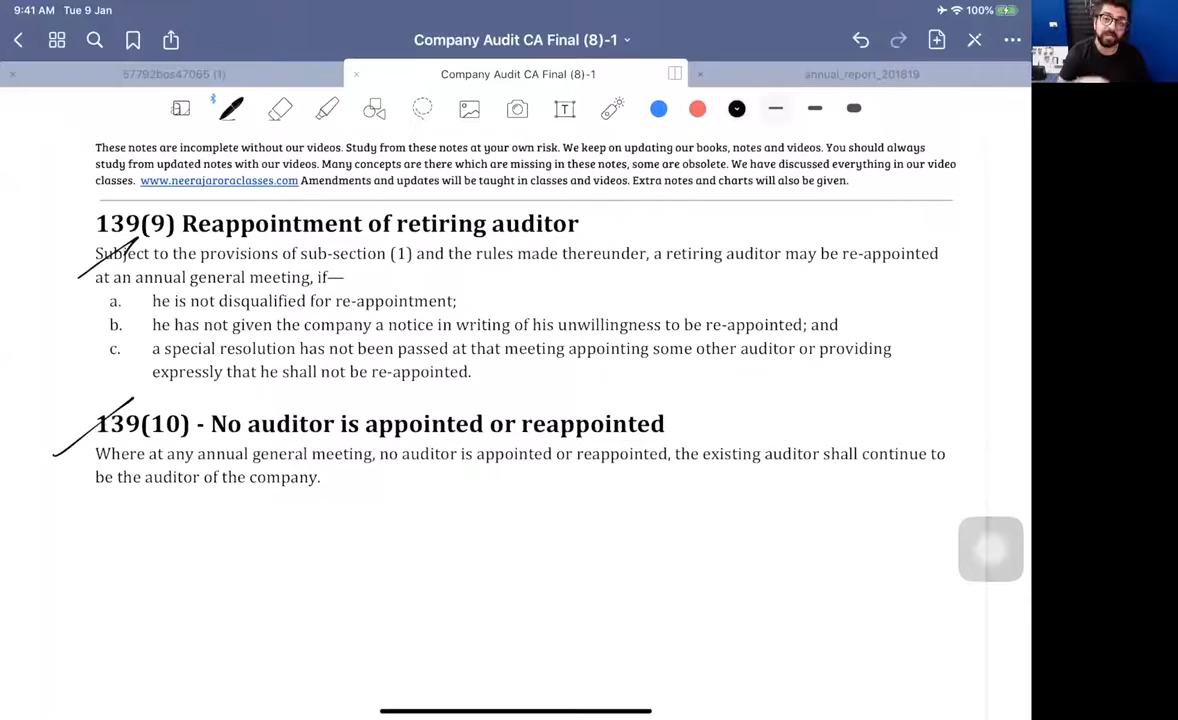 9:41 AM Tue 9 Jan
100%
Company Audit CA Final (8)-1
57792bos47065 (1)
Company Audit CA Final (8)-1
annual_report_201819
T
These notes are incomplete without our videos. Study from these notes at your own risk. We keep on updating our books, notes and videos. You should always
study from updated notes with our videos. Many concepts are there which are missing in these notes, some are obsolete. We have discussed everything in our video
classes. www.neerajaroraclasses.com Amendments and updates will be taught in classes and videos. Extra notes and charts will also be given.
139(9) Reappointment of retiring auditor
Subject to the provisions of sub-section (1) and the rules made thereunder, a retiring auditor may be re-appointed
at an annual general meeting, if—
a. he is not disqualified for re-appointment;
b. he has not given the company a notice in writing of his unwillingness to be re-appointed; and
c. a special resolution has not been passed at that meeting appointing some other auditor or providing
expressly that he shall not be re-appointed.
139(10) - No auditor is appointed or reappointed
Where at any annual general meeting, no auditor is appointed or reappointed, the existing auditor shall continue to
be the auditor of the company.